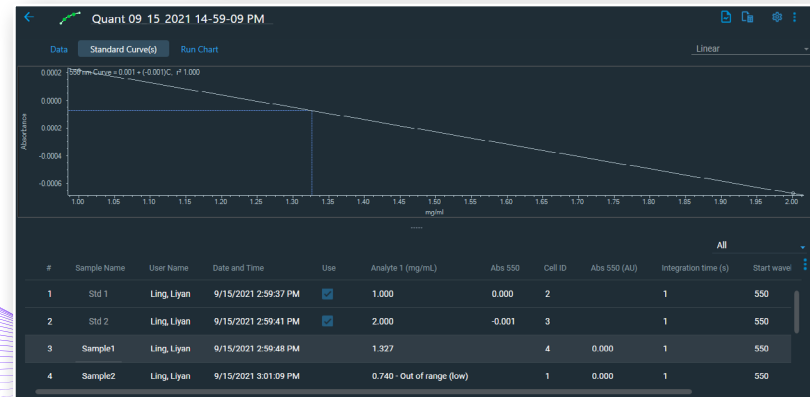 Quant 09_15_2021 14-59-09 PM
Data Standard Curve(s) Run Chart Linear
550 nm Curve = 0.001 + (-0.001)C, r² 1.000
0.0002
0.0000
0.0002
-0.0004
-0.0006
Absorbance
1.00 1.05 1.10 1.15 1.20 1.25 1.30 1.35 1.40 1.45 1.50 1.55 1.60 1.65 1.70 1.75 1.80 1.85 1.90 1.95 2.00
mg/ml
All
# Sample Name User Name Date and Time Use Analyte 1 (mg/mL) Abs 550 Cell ID Abs 550 (AU) Integration time (s) Start wavel
1 Std 1 Ling, Liyan 9/15/2021 2:59:37 PM 1.000 0.000 2 1 550
2 Std 2 Ling, Liyan 9/15/2021 2:59:41 PM 2.000 -0.001 3 1 550
3 Sample1 Ling, Liyan 9/15/2021 2:59:48 PM 1.327 4 0.000 1 550
4 Sample2 Ling, Liyan 9/15/2021 3:01:09 PM 0.740 - Out of range (low) 1 0.000 1 550